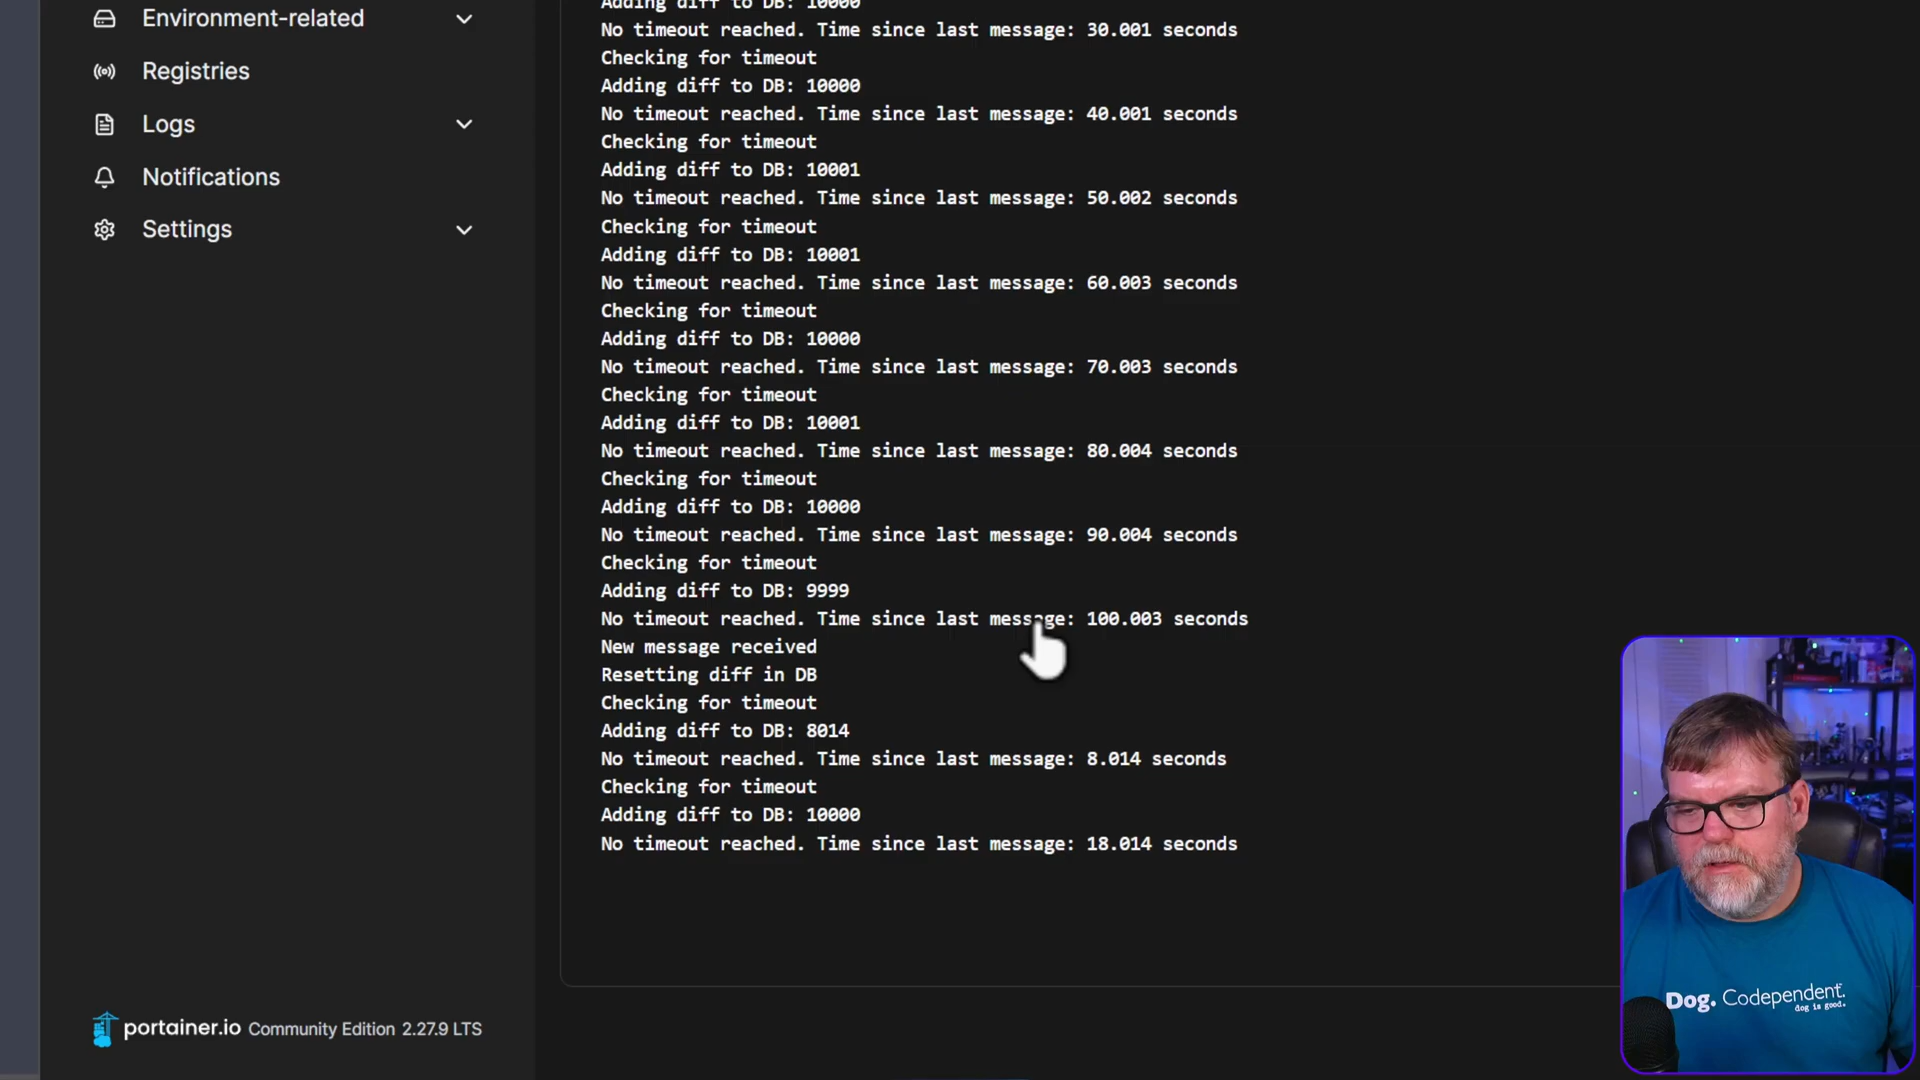 Environment-related
Registries
Logs
Notifications
Settings
Adding diff to DB: 10000
No timeout reached. Time since last message: 30.001 seconds
Checking for timeout
Adding diff to DB: 10000
No timeout reached. Time since last message: 40.001 seconds
Checking for timeout
Adding diff to DB: 10001
No timeout reached. Time since last message: 50.002 seconds
Checking for timeout
Adding diff to DB: 10001
No timeout reached. Time since last message: 60.003 seconds
Checking for timeout
Adding diff to DB: 10000
No timeout reached. Time since last message: 70.003 seconds
Checking for timeout
Adding diff to DB: 10001
No timeout reached. Time since last message: 80.004 seconds
Checking for timeout
Adding diff to DB: 10000
No timeout reached. Time since last message: 90.004 seconds
Checking for timeout
Adding diff to DB: 9999
No timeout reached. Time since last message: 100.003 seconds
New message received
Resetting diff in DB
Checking for timeout
Adding diff to DB: 8014
No timeout reached. Time since last message: 8.014 seconds
Checking for timeout
Adding diff to DB: 10000
No timeout reached. Time since last message: 18.014 seconds
portainer.io Community Edition 2.27.9 LTS
Dog. Codependent.
dog is good.